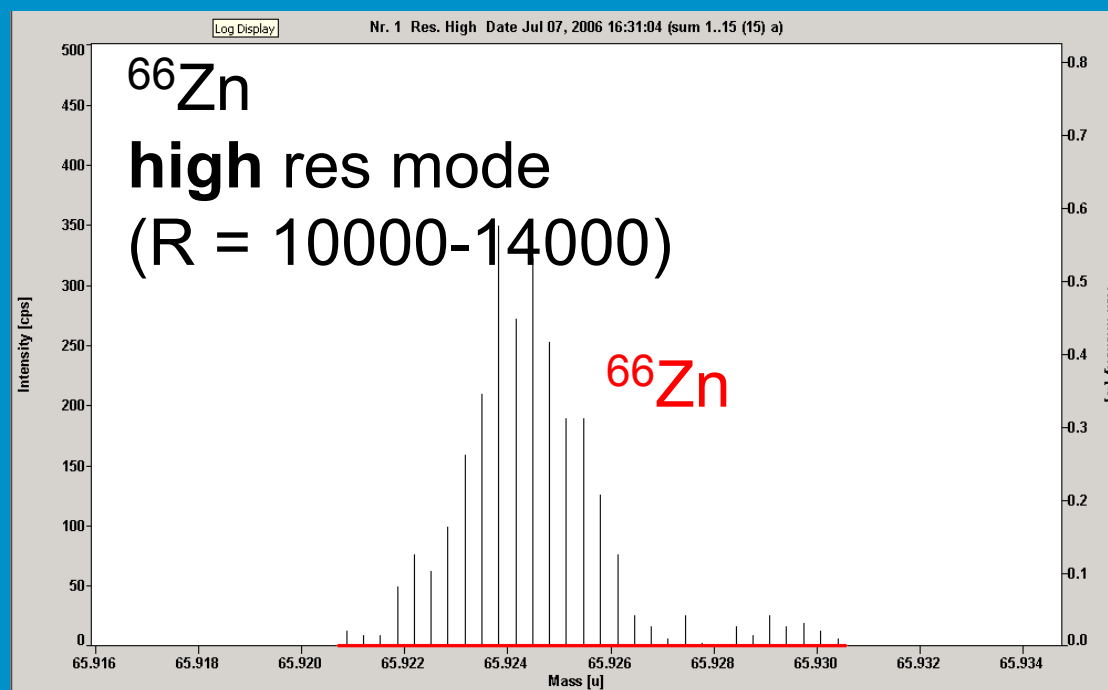 Log Display
Nr. 1 Res. High Date Jul 07, 2006 16:31:04 (sum 1..15 (15) a)
66Zn
high res mode
(R = 10000-14000)
66Zn
500
450
400
350
300
250
200
150
100
50
0
Intensity [cps]
0.8
0.7
0.6
0.5
0.4
0.3
0.2
0.1
0.0
65.916 65.918 65.920 65.922 65.924 65.926 65.928 65.930 65.932 65.934
Mass [u]